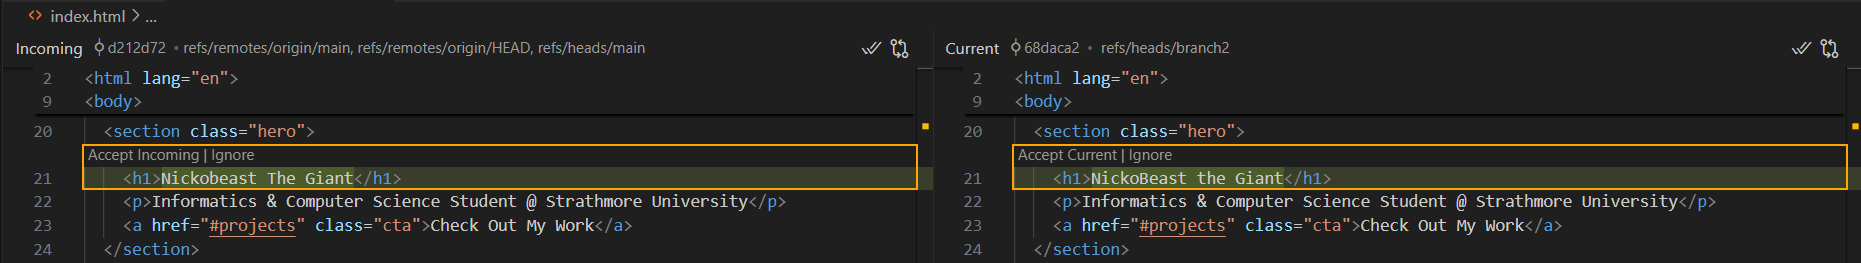 <> index.html > ...
Incoming d212d72 • refs/remotes/origin/main, refs/remotes/origin/HEAD, refs/heads/main
2 <html lang="en">
9 <body>
20 <section class="hero">
Accept Incoming | Ignore
21 <h1>Nickobeast The Giant</h1>
22 <p>Informatics & Computer Science Student @ Strathmore University</p>
23 <a href="#projects" class="cta">Check Out My Work</a>
24 </section>
Current 68daca2 • refs/heads/branch2
2 <html lang="en">
9 <body>
20 <section class="hero">
Accept Current | Ignore
21 <h1>NickoBeast the Giant</h1>
22 <p>Informatics & Computer Science Student @ Strathmore University</p>
23 <a href="#projects" class="cta">Check Out My Work</a>
24 </section>